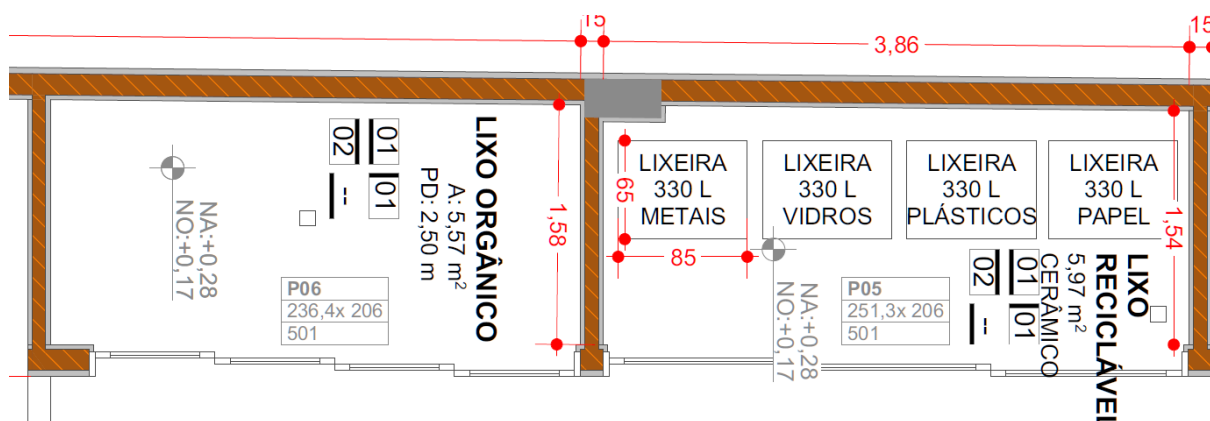 15
3,86
15
LIXO ORGÂNICO
A: 5,57 m²
PD: 2,50 m
01
02
01
--
NA:+0,28
NO:+0,17
P06
236,4x 206
501
1,58
LIXEIRA
330 L
METAIS
LIXEIRA
330 L
VIDROS
LIXEIRA
330 L
PLÁSTICOS
LIXEIRA
330 L
PAPEL
65
85
1,54
NA:+0,28
NO:+0,17
P05
251,3x 206
501
LIXO
RECICLÁVEL
5,97 m²
CERÂMICO
01
02
01
--